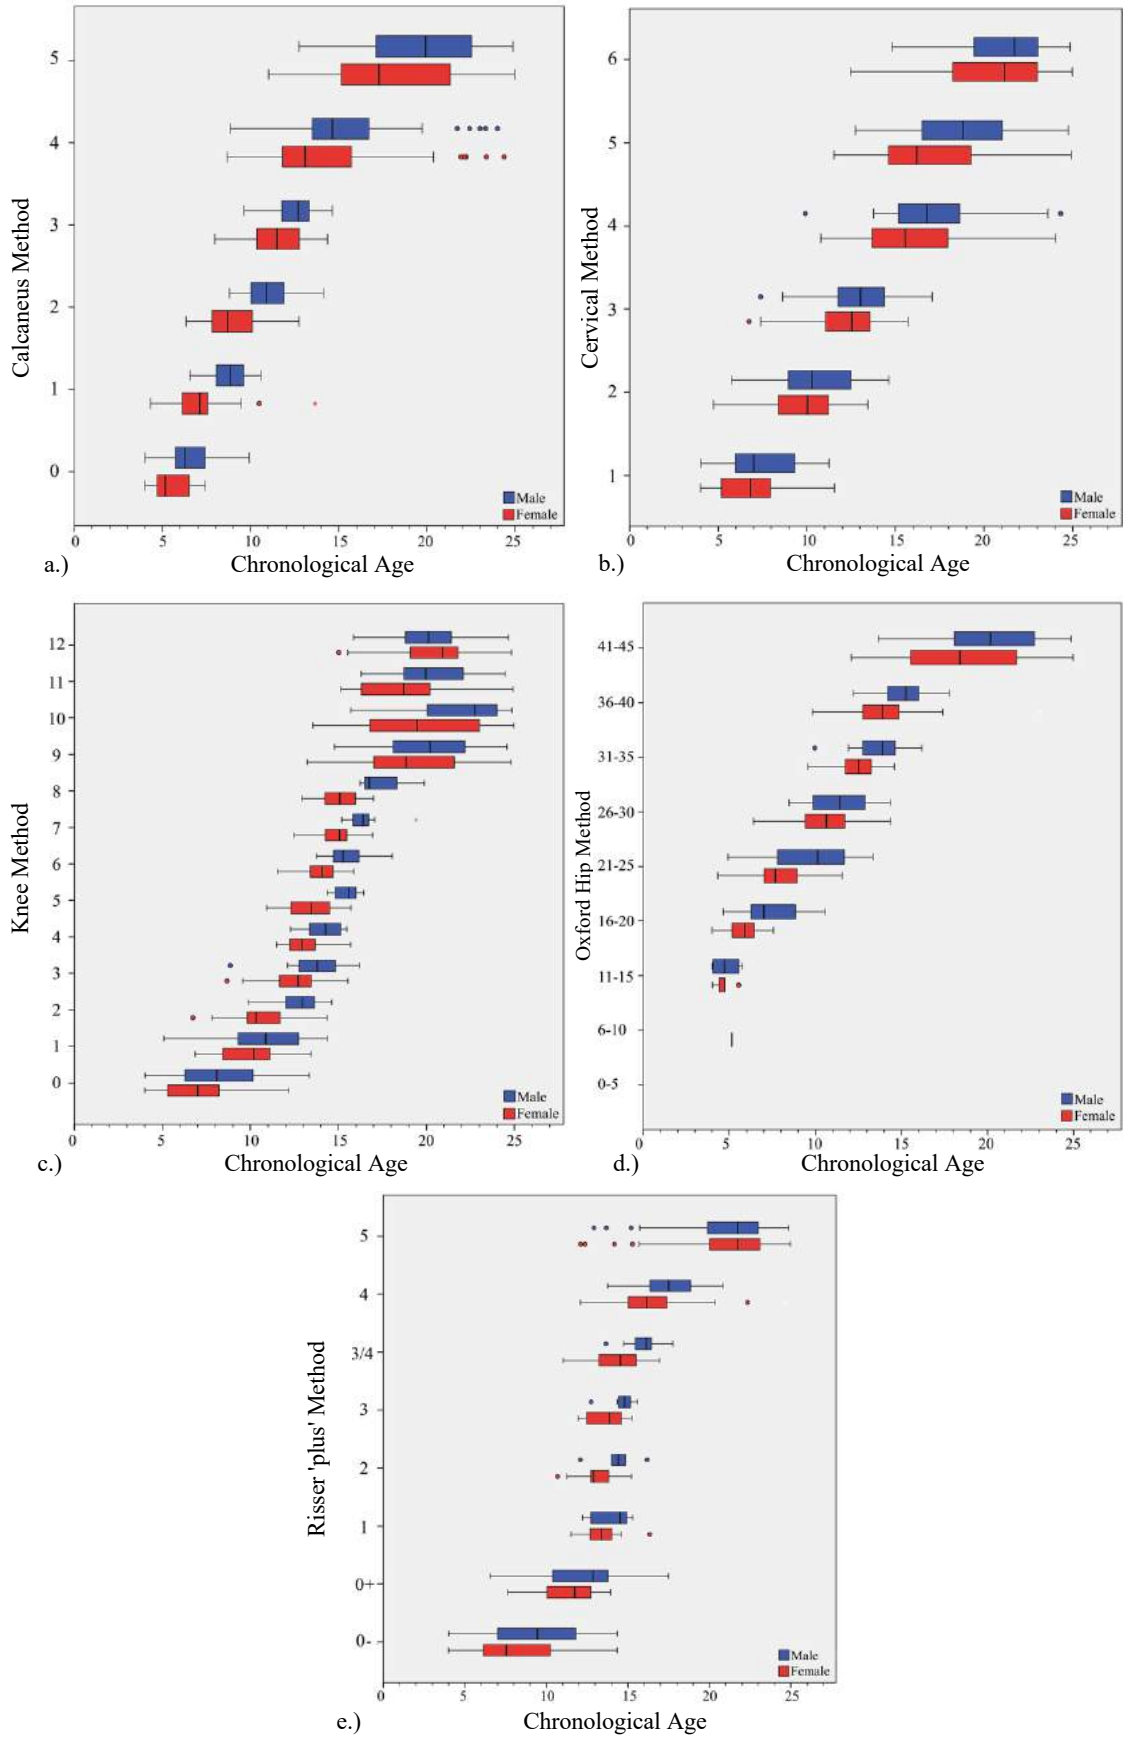 Calcaneus Method
5
4
3
2
1
0
Male
Female
0 5 10 15 20 25
a.) Chronological Age
Cervical Method
6
5
4
3
2
1
Male
Female
0 5 10 15 20 25
b.) Chronological Age
Knee Method
12
11
10
9
8
7
6
5
4
3
2
1
0
Male
Female
0 5 10 15 20 25
c.) Chronological Age
Oxford Hip Method
41-45
36-40
31-35
26-30
21-25
16-20
11-15
6-10
0-5
Male
Female
0 5 10 15 20 25
d.) Chronological Age
Risser 'plus' Method
5
4
3/4
3
2
1
0+
0-
Male
Female
0 5 10 15 20 25
e.) Chronological Age